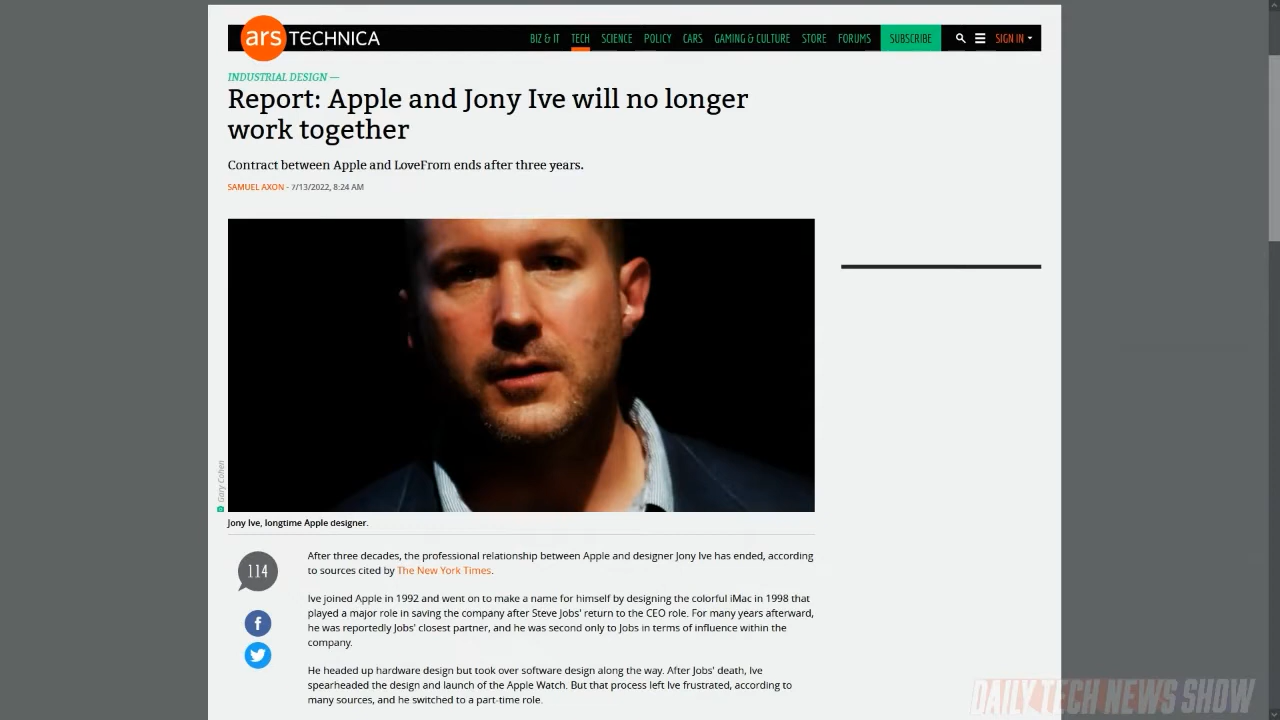 ars TECHNICA
BIZ & IT TECH SCIENCE POLICY CARS GAMING & CULTURE STORE FORUMS SUBSCRIBE SIGN IN
INDUSTRIAL DESIGN —
Report: Apple and Jony Ive will no longer
work together
Contract between Apple and LoveFrom ends after three years.
SAMUEL AXON - 7/13/2022, 8:24 AM
Gary Cohen
Jony Ive, longtime Apple designer.
114
After three decades, the professional relationship between Apple and designer Jony Ive has ended, according
to sources cited by The New York Times.
Ive joined Apple in 1992 and went on to make a name for himself by designing the colorful iMac in 1998 that
played a major role in saving the company after Steve Jobs' return to the CEO role. For many years afterward,
he was reportedly Jobs' closest partner, and he was second only to Jobs in terms of influence within the
company.
He headed up hardware design but took over software design along the way. After Jobs' death, Ive
spearheaded the design and launch of the Apple Watch. But that process left Ive frustrated, according to
many sources, and he switched to a part-time role.
DAILY TECH NEWS SHOW